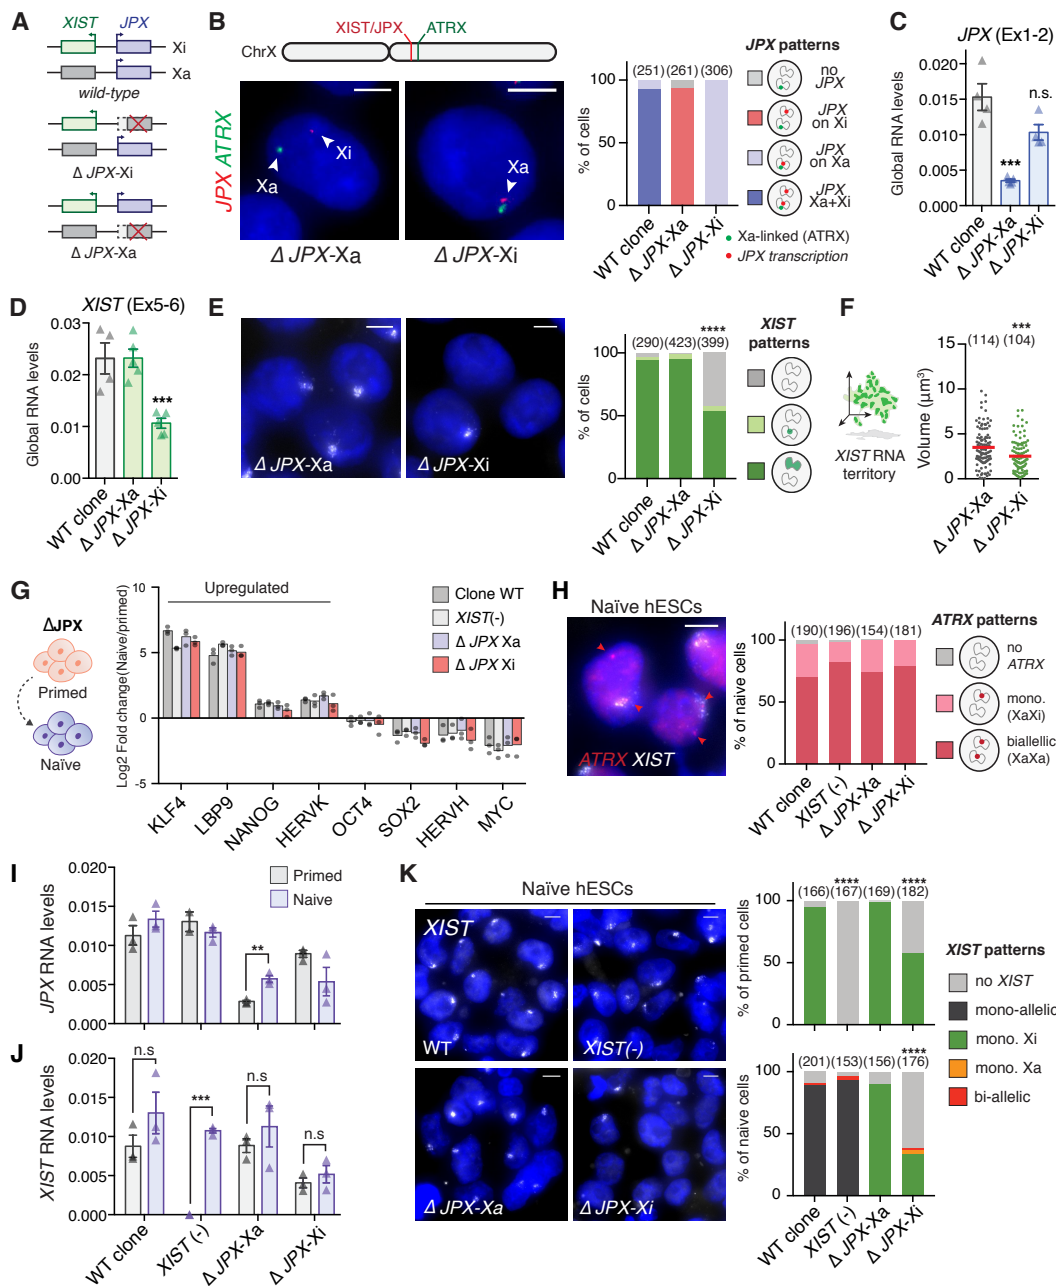 A
XIST
JPX
Xi
Xa
wild-type
Δ JPX-Xi
Δ JPX-Xa
B
XIST/JPX
ATRX
ChrX
JPX ATRX
Xa
Xi
Xa
Δ JPX-Xa
Δ JPX-Xi
% of cells
100
50
0
(251)
(261)
(306)
WT clone
Δ JPX-Xa
Δ JPX-Xi
JPX patterns
no JPX
JPX on Xi
JPX on Xa
JPX Xa+Xi
Xa-linked (ATRX)
JPX transcription
C
JPX (Ex1-2)
Global RNA levels
0.020
0.015
0.010
0.005
0.000
***
n.s.
WT clone
Δ JPX-Xa
Δ JPX-Xi
D
XIST (Ex5-6)
Global RNA levels
0.03
0.02
0.01
0.00
***
WT clone
Δ JPX-Xa
Δ JPX-Xi
E
Δ JPX-Xa
Δ JPX-Xi
% of cells
100
50
0
****
(290)
(423)
(399)
WT clone
Δ JPX-Xa
Δ JPX-Xi
XIST patterns
F
XIST RNA territory
Volume (µm³)
15
10
5
0
***
(114)
(104)
Δ JPX-Xa
Δ JPX-Xi
G
ΔJPX
Primed
Naïve
Log2 Fold change(Naive/primed)
10
5
0
-5
Upregulated
Clone WT
XIST(-)
Δ JPX Xa
Δ JPX Xi
KLF4
LBP9
NANOG
HERVK
OCT4
SOX2
HERVH
MYC
H
Naïve hESCs
ATRX XIST
% of naive cells
100
50
0
(190)
(196)
(154)
(181)
WT clone
XIST (-)
Δ JPX-Xa
Δ JPX-Xi
ATRX patterns
no ATRX
mono. (XaXi)
biallellic (XaXa)
I
JPX RNA levels
0.020
0.015
0.010
0.005
0.000
**
Primed
Naive
J
XIST RNA levels
0.020
0.015
0.010
0.005
0.000
n.s
***
n.s
n.s
WT clone
XIST (-)
Δ JPX-Xa
Δ JPX-Xi
K
Naïve hESCs
XIST
WT
XIST(-)
Δ JPX-Xa
Δ JPX-Xi
% of primed cells
100
50
0
****
****
(166)
(167)
(169)
(182)
% of naive cells
100
50
0
****
(201)
(153)
(156)
(176)
WT clone
XIST (-)
Δ JPX-Xa
Δ JPX-Xi
XIST patterns
no XIST
mono-allelic
mono. Xi
mono. Xa
bi-allelic